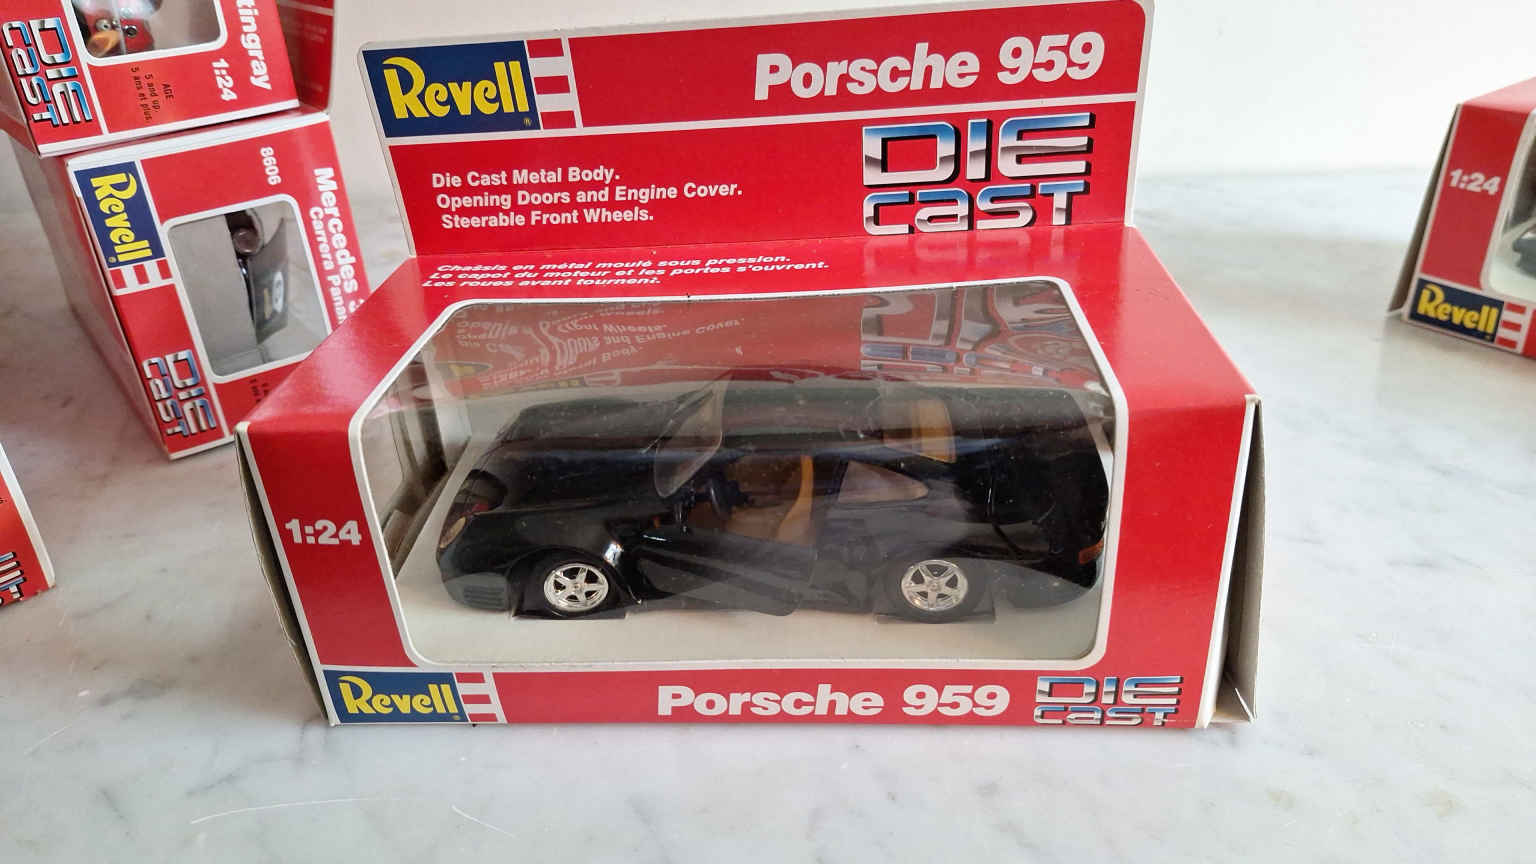 Revell
Porsche 959
DIE
CAST
Die Cast Metal Body.
Opening Doors and Engine Cover.
Steerable Front Wheels.
Châssis en métal moulé sous pression.
Le capot du moteur et les portes s'ouvrent.
Les roues avant tournent.
1:24
Revell
Porsche 959
DIE
CAST
tingray
1:24
DIE
CAST
AGE
5 and up.
5 ans et plus.
Revell
8606
Mercedes
Carrera Panam
DIE
CAST
1:24
Revell